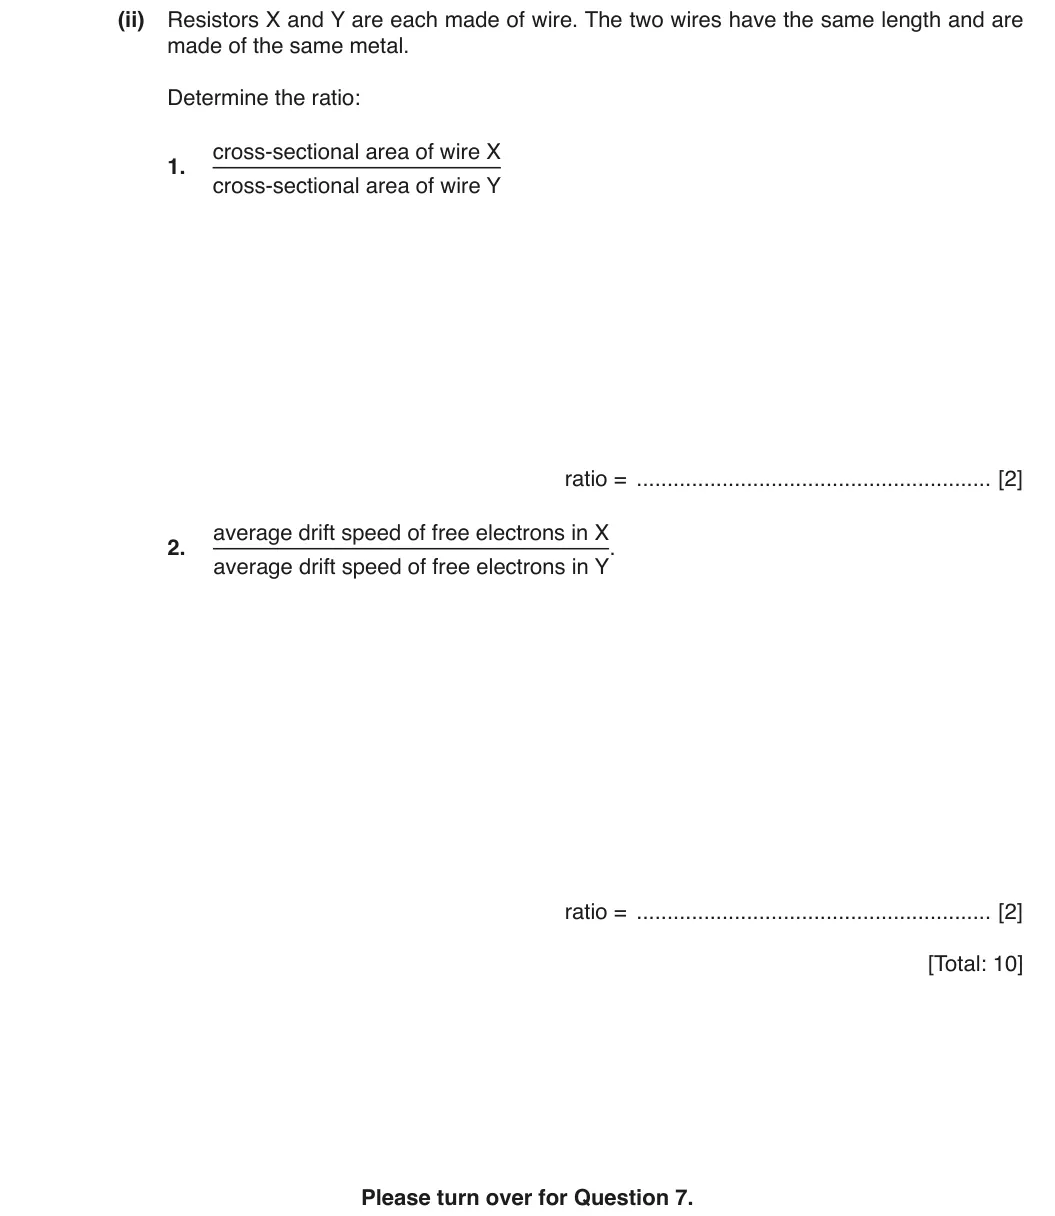 (ii) Resistors X and Y are each made of wire. The two wires have the same length and are
made of the same metal.
Determine the ratio:
1. cross-sectional area of wire X
cross-sectional area of wire Y
ratio = .......................................................... [2]
2. average drift speed of free electrons in X
average drift speed of free electrons in Y.
ratio = .......................................................... [2]
[Total: 10]
Please turn over for Question 7.